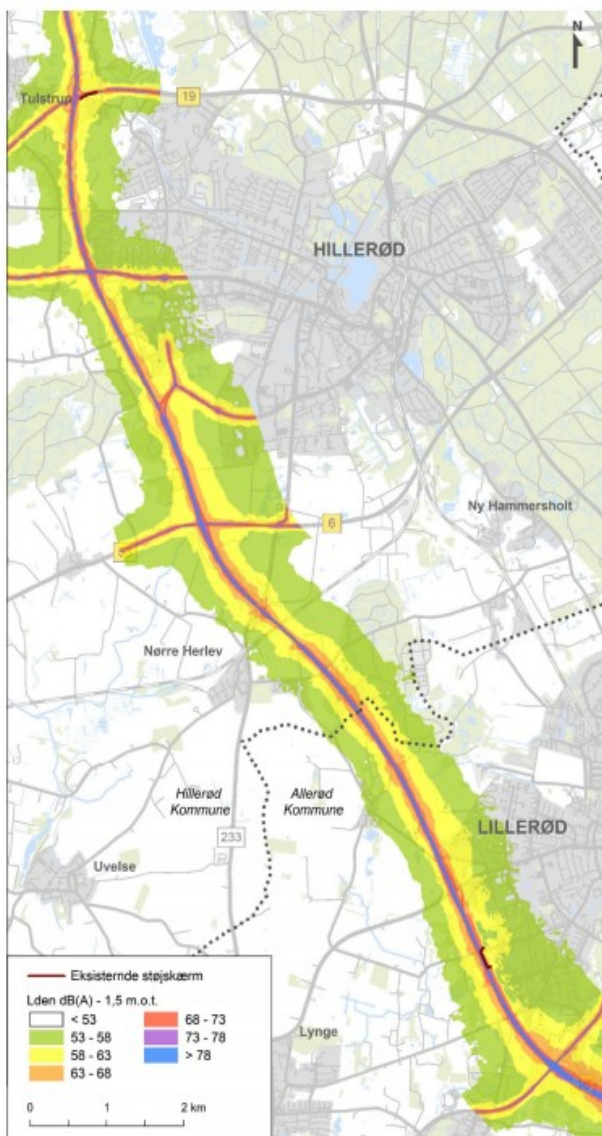 N
Tulstrup
19
HILLERØD
Ny Hammersholt
6
Nørre Herlev
Hillerød
Kommune
Allerød
Kommune
LILLERØD
233
Uvelse
Lynge
Eksisternde støjskærm
Lden dB(A) - 1,5 m.o.t.
< 53
53 - 58
58 - 63
63 - 68
68 - 73
73 - 78
> 78
0 1 2 km